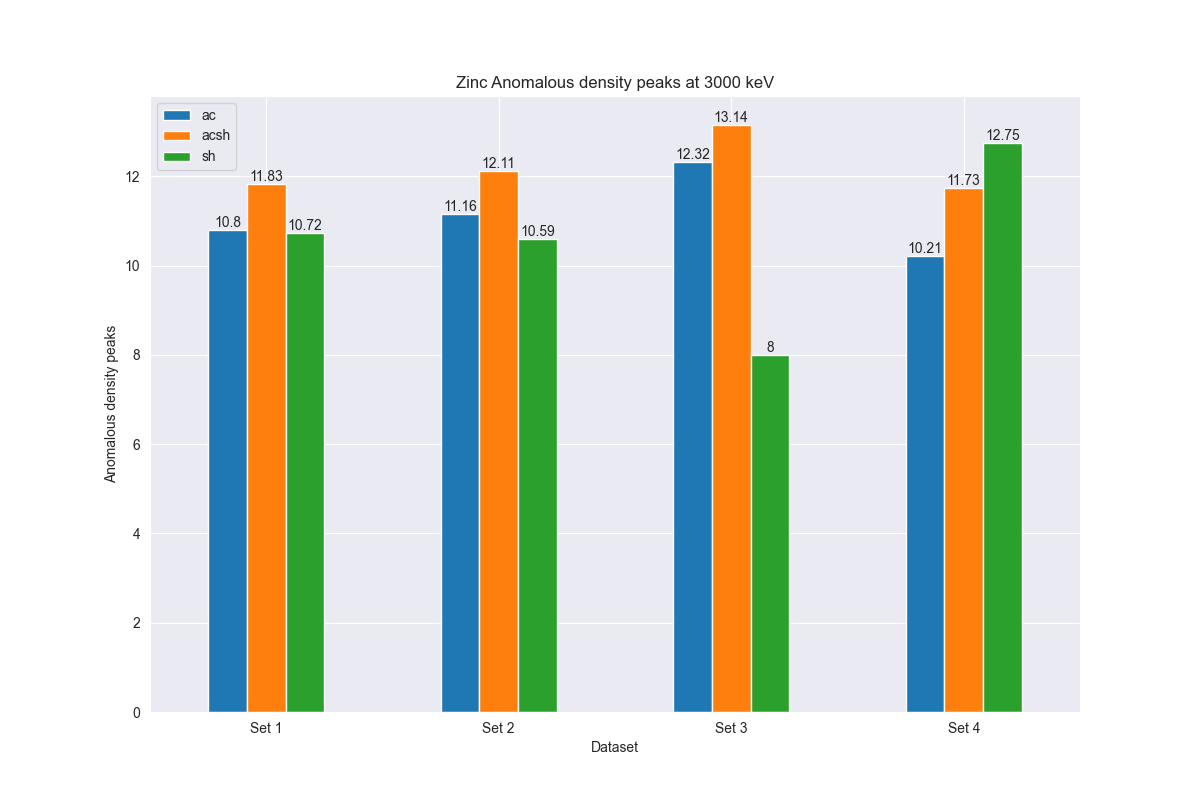 Zinc Anomalous density peaks at 3000 keV
ac
acsh
sh
13.14
12.75
12.32
12.11
11.83
11.73
11.16
10.8
10.72
10.59
10.21
8
12
10
8
6
4
2
0
Anomalous density peaks
Set 1 Set 2 Set 3 Set 4
Dataset